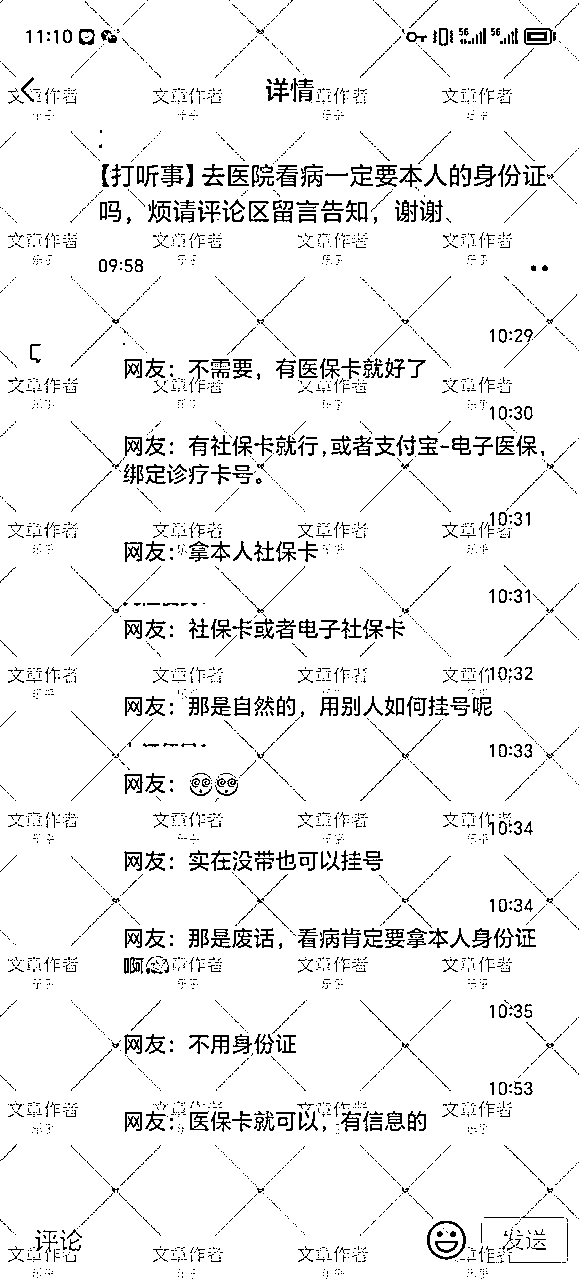 11:10
详情
【打听事】去医院看病一定要本人的身份证
吗，烦请评论区留言告知，谢谢、
09:58
10:29
网友：不需要，有医保卡就好了
10:30
网友：有社保卡就行,或者支付宝-电子医保,
绑定诊疗卡号。
10:31
网友：拿本人社保卡
10:31
网友：社保卡或者电子社保卡
10:32
网友：那是自然的，用别人如何挂号呢
10:33
网友：😵‍💫😵‍💫
10:34
网友：实在没带也可以挂号
10:34
网友：那是废话，看病肯定要拿本人身份证
啊
10:35
网友：不用身份证
10:53
网友：医保卡就可以，有信息的
评论
发送
文章作者